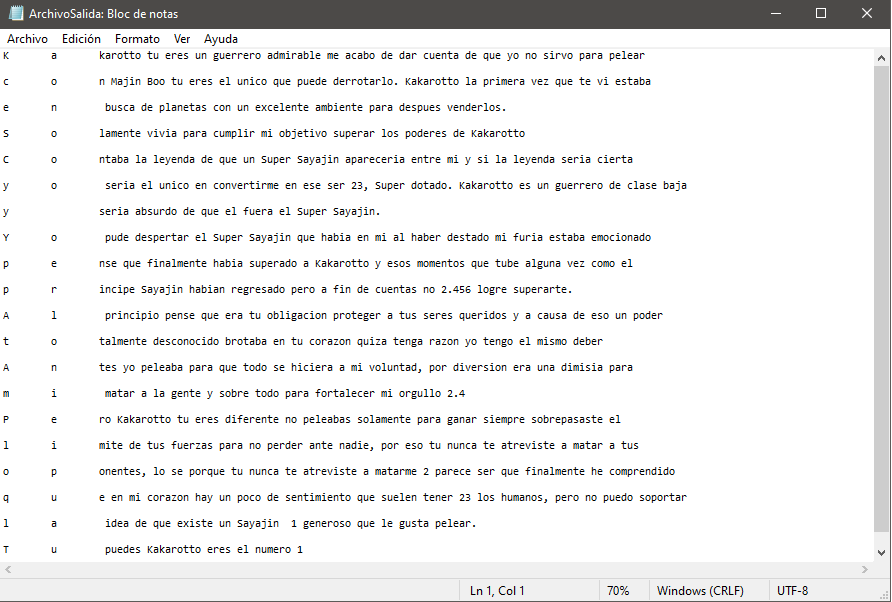 ArchivoSalida: Bloc de notas
Archivo Edición Formato Ver Ayuda
K a karotto tu eres un guerrero admirable me acabo de dar cuenta de que yo no sirvo para pelear
c o n Majin Boo tu eres el unico que puede derrotarlo. Kakarotto la primera vez que te vi estaba
e n busca de planetas con un excelente ambiente para despues venderlos.
S o lamente vivia para cumplir mi objetivo superar los poderes de Kakarotto
C o ntaba la leyenda de que un Super Sayajin apareceria entre mi y si la leyenda seria cierta
y o seria el unico en convertirme en ese ser 23, Super dotado. Kakarotto es un guerrero de clase baja
y seria absurdo de que el fuera el Super Sayajin.
Y o pude despertar el Super Sayajin que habia en mi al haber destado mi furia estaba emocionado
p e nse que finalmente habia superado a Kakarotto y esos momentos que tube alguna vez como el
p r incipe Sayajin habian regresado pero a fin de cuentas no 2.456 logre superarte.
A l principio pense que era tu obligacion proteger a tus seres queridos y a causa de eso un poder
t o talmente desconocido brotaba en tu corazon quiza tenga razon yo tengo el mismo deber
A n tes yo peleaba para que todo se hiciera a mi voluntad, por diversion era una dimisia para
m i matar a la gente y sobre todo para fortalecer mi orgullo 2.4
P e ro Kakarotto tu eres diferente no peleabas solamente para ganar siempre sobrepasaste el
l i mite de tus fuerzas para no perder ante nadie, por eso tu nunca te atreviste a matar a tus
o p onentes, lo se porque tu nunca te atreviste a matarme 2 parece ser que finalmente he comprendido
q u e en mi corazon hay un poco de sentimiento que suelen tener 23 los humanos, pero no puedo soportar
l a idea de que existe un Sayajin 1 generoso que le gusta pelear.
T u puedes Kakarotto eres el numero 1
Ln 1, Col 1 70% Windows (CRLF) UTF-8